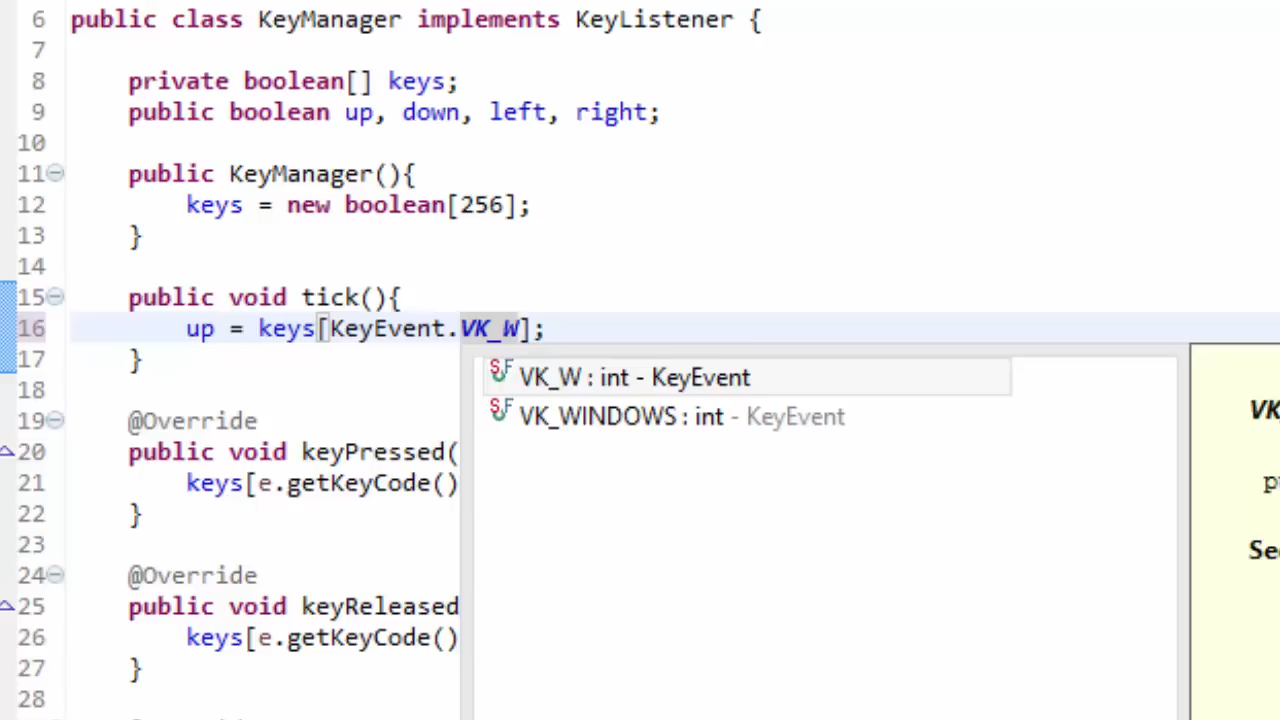 6 public class KeyManager implements KeyListener {
7
8 private boolean[] keys;
9 public boolean up, down, left, right;
10
11 public KeyManager(){
12 keys = new boolean[256];
13 }
14
15 public void tick(){
16 up = keys[KeyEvent.VK_W];
17 }
18
19 @Override
20 public void keyPressed(
21 keys[e.getKeyCode()
22 }
23
24 @Override
25 public void keyReleased
26 keys[e.getKeyCode()
27 }
28
VK_W : int - KeyEvent
VK_WINDOWS : int - KeyEvent